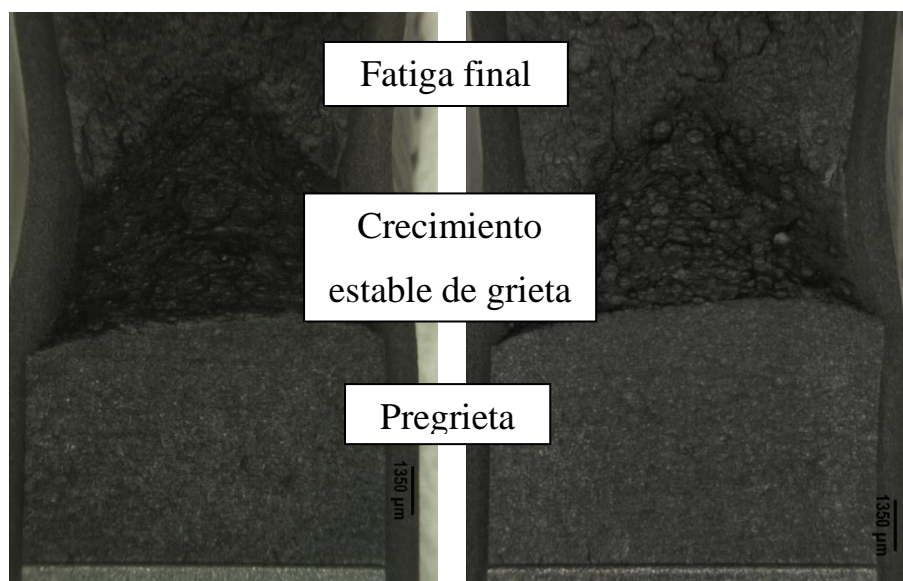 Fatiga final
Crecimiento
estable de grieta
Pregrieta
1350 µm
1350 µm